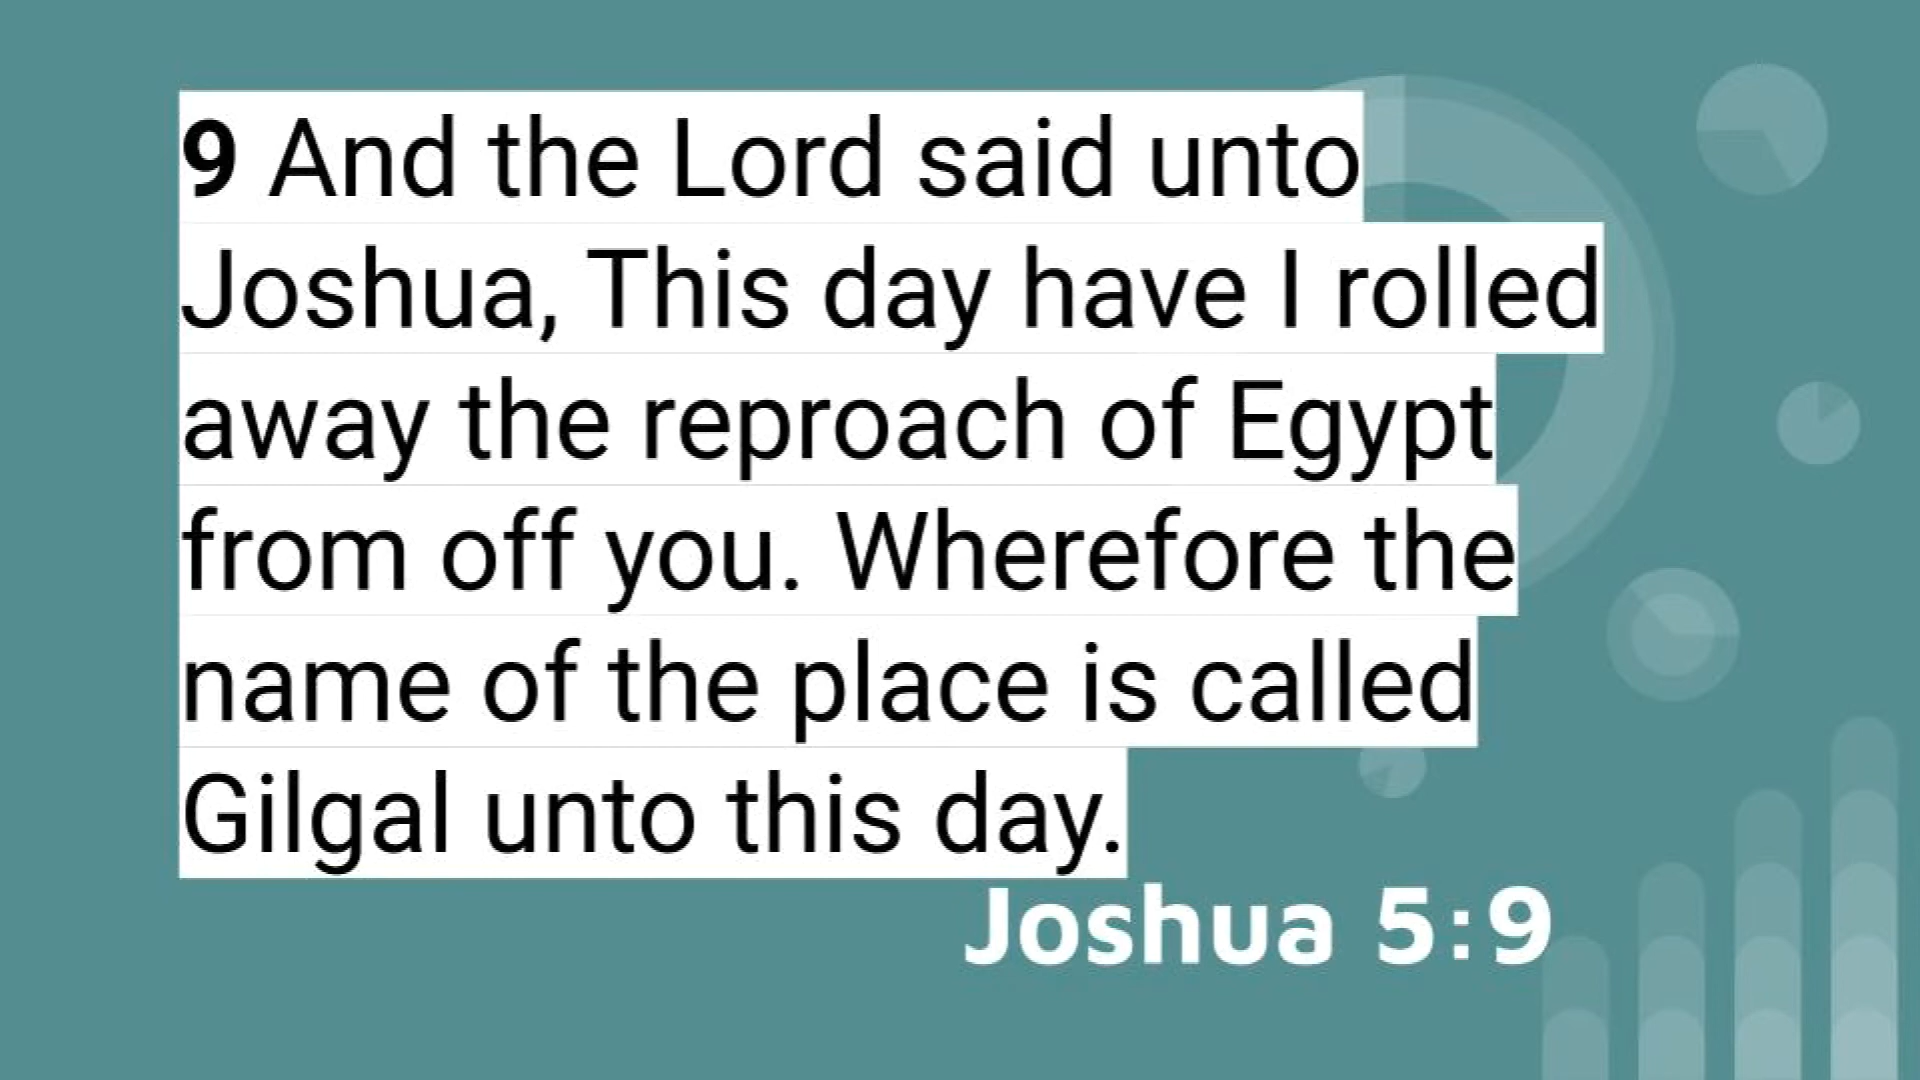 9 And the Lord said unto
Joshua, This day have I rolled
away the reproach of Egypt
from off you. Wherefore the
name of the place is called
Gilgal unto this day.
Joshua 5:9